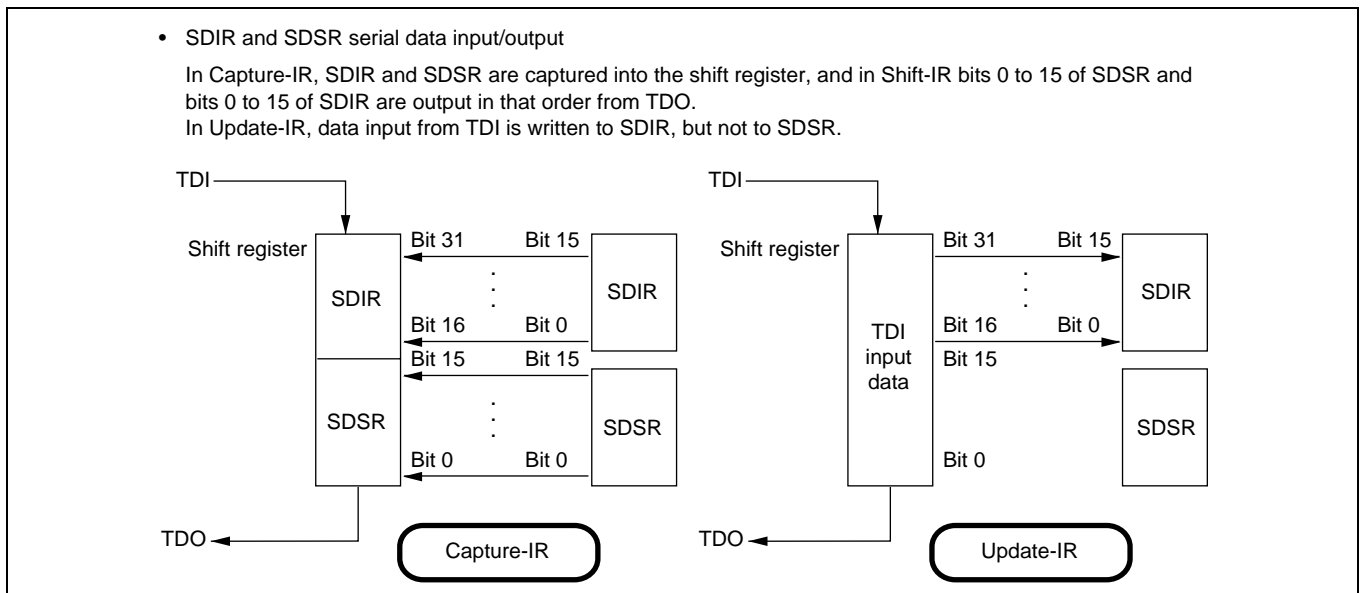 • SDIR and SDSR serial data input/output
In Capture-IR, SDIR and SDSR are captured into the shift register, and in Shift-IR bits 0 to 15 of SDSR and
bits 0 to 15 of SDIR are output in that order from TDO.
In Update-IR, data input from TDI is written to SDIR, but not to SDSR.
TDI
Shift register
SDIR
SDSR
Bit 31 Bit 15
Bit 16 Bit 0
Bit 15 Bit 15
Bit 0 Bit 0
SDIR
SDSR
TDO
Capture-IR
TDI
Shift register
TDI
input
data
Bit 31 Bit 15
Bit 16 Bit 0
Bit 15
Bit 0
SDIR
SDSR
TDO
Update-IR